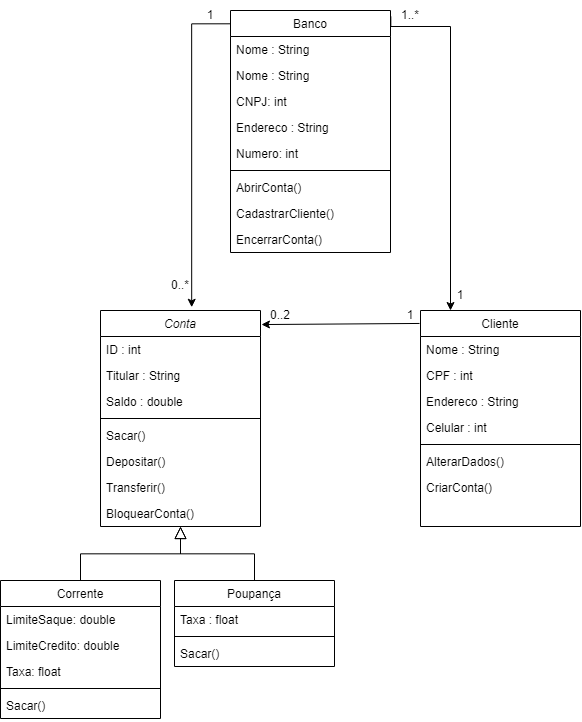 Banco
Nome : String
Nome : String
CNPJ: int
Endereco : String
Numero: int
AbrirConta()
CadastrarCliente()
EncerrarConta()
1
1..*
0..*
1
0..2
1
Conta
ID : int
Titular : String
Saldo : double
Sacar()
Depositar()
Transferir()
BloquearConta()
Cliente
Nome : String
CPF : int
Endereco : String
Celular : int
AlterarDados()
CriarConta()
Corrente
LimiteSaque: double
LimiteCredito: double
Taxa: float
Sacar()
Poupança
Taxa : float
Sacar()